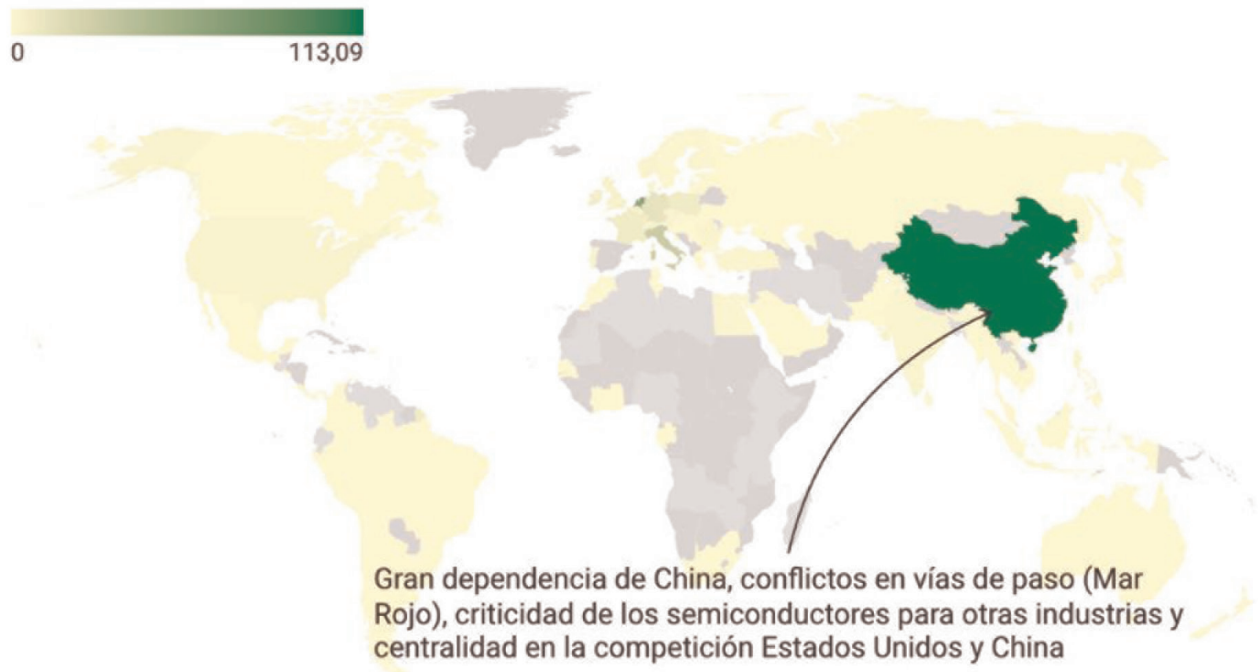 0
113,09
Gran dependencia de China, conflictos en vías de paso (Mar
Rojo), criticidad de los semiconductores para otras industrias y
centralidad en la competición Estados Unidos y China